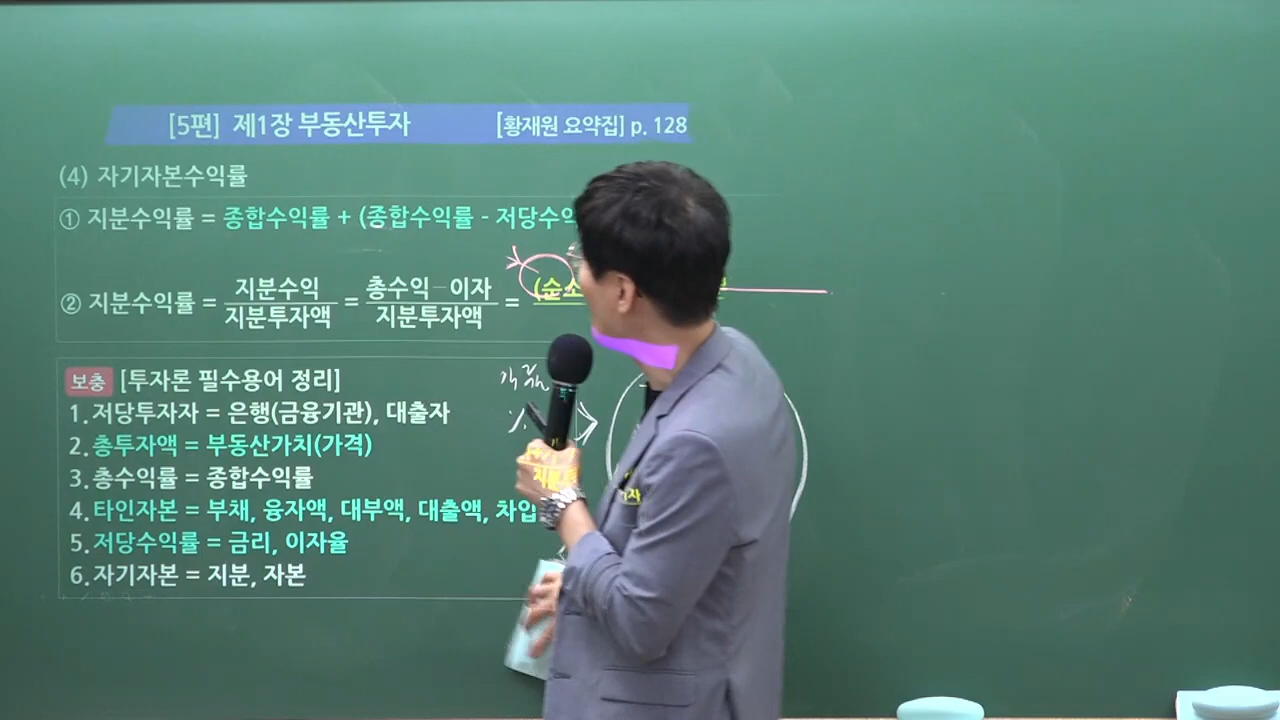 [5편] 제1장 부동산투자 [황재원 요약집] p. 128
(4) 자기자본수익률
① 지분수익률 = 종합수익률 + (종합수익률 - 저당수익
② 지분수익률 = 지분수익 / 지분투자액 = 총수익-이자 / 지분투자액 = (순소
보충 [투자론 필수용어 정리]
1. 저당투자자 = 은행(금융기관), 대출자
2. 총투자액 = 부동산가치(가격)
3. 총수익률 = 종합수익률
4. 타인자본 = 부채, 융자액, 대부액, 대출액, 차입
5. 저당수익률 = 금리, 이자율
6. 자기자본 = 지분, 자본